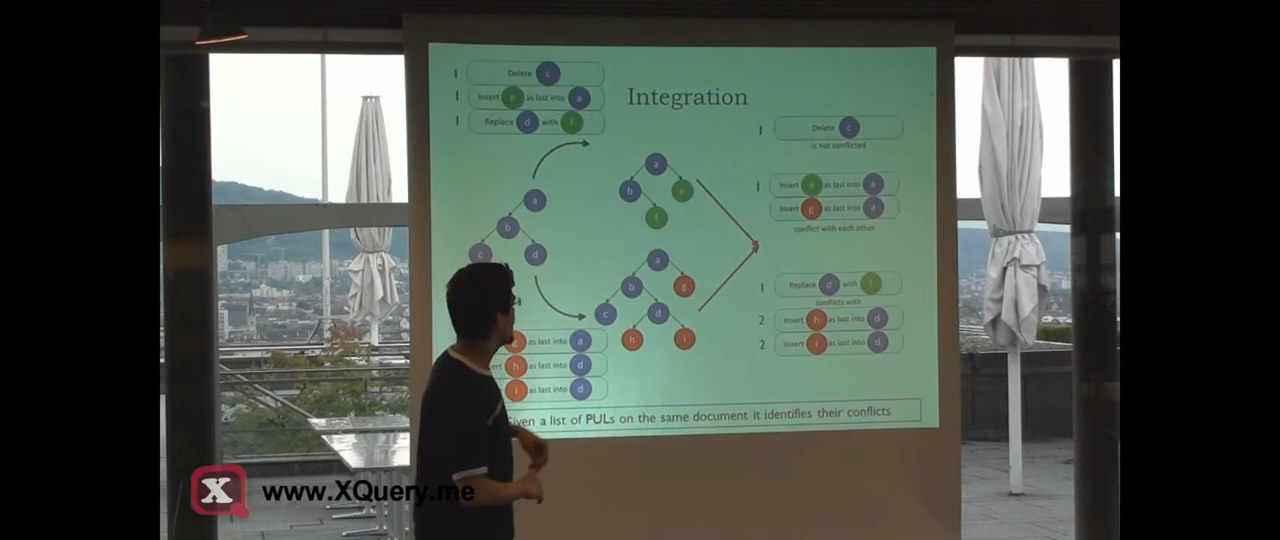 Integration
1 Delete c
1 Insert e as last into a
1 Replace d with f
a
b
c d
a
b e
f
a
b g
c d
h i
g as last into a
ert h as last into d
i as last into d
1 Delete c
is not conflicted
1 Insert e as last into a
Insert g as last into a
conflict with each other
1 Replace d with f
conflicts with
2 Insert h as last into d
2 Insert i as last into d
Given a list of PULs on the same document it identifies their conflicts
X www.XQuery.me